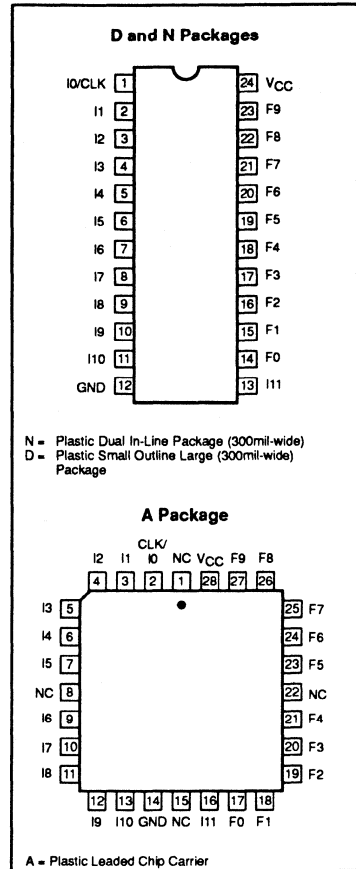 D and N Packages
I0/CLK 1 24 VCC
I1 2 23 F9
I2 3 22 F8
I3 4 21 F7
I4 5 20 F6
I5 6 19 F5
I6 7 18 F4
I7 8 17 F3
I8 9 16 F2
I9 10 15 F1
I10 11 14 F0
GND 12 13 I11
N = Plastic Dual In-Line Package (300mil-wide)
D = Plastic Small Outline Large (300mil-wide)
Package
A Package
CLK/
I2 I1 I0 NC VCC F9 F8
4 3 2 1 28 27 26
I3 5 25 F7
I4 6 24 F6
I5 7 23 F5
NC 8 22 NC
I6 9 21 F4
I7 10 20 F3
I8 11 19 F2
12 13 14 15 16 17 18
I9 I10 GND NC I11 F0 F1
A = Plastic Leaded Chip Carrier